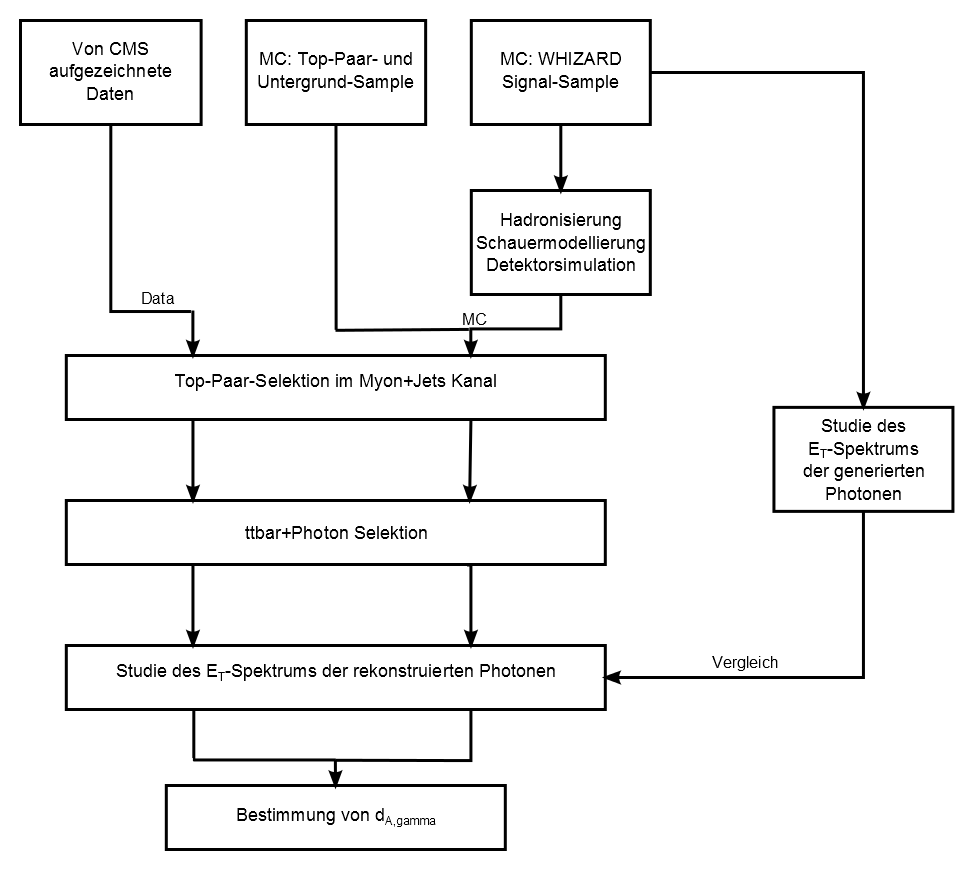 Von CMS
aufgezeichnete
Daten
MC: Top-Paar- und
Untergrund-Sample
MC: WHIZARD
Signal-Sample
Hadronisierung
Schauermodellierung
Detektorsimulation
Data
MC
Top-Paar-Selektion im Myon+Jets Kanal
Studie des
E_T-Spektrums
der generierten
Photonen
ttbar+Photon Selektion
Vergleich
Studie des E_T-Spektrums der rekonstruierten Photonen
Bestimmung von d_A,gamma